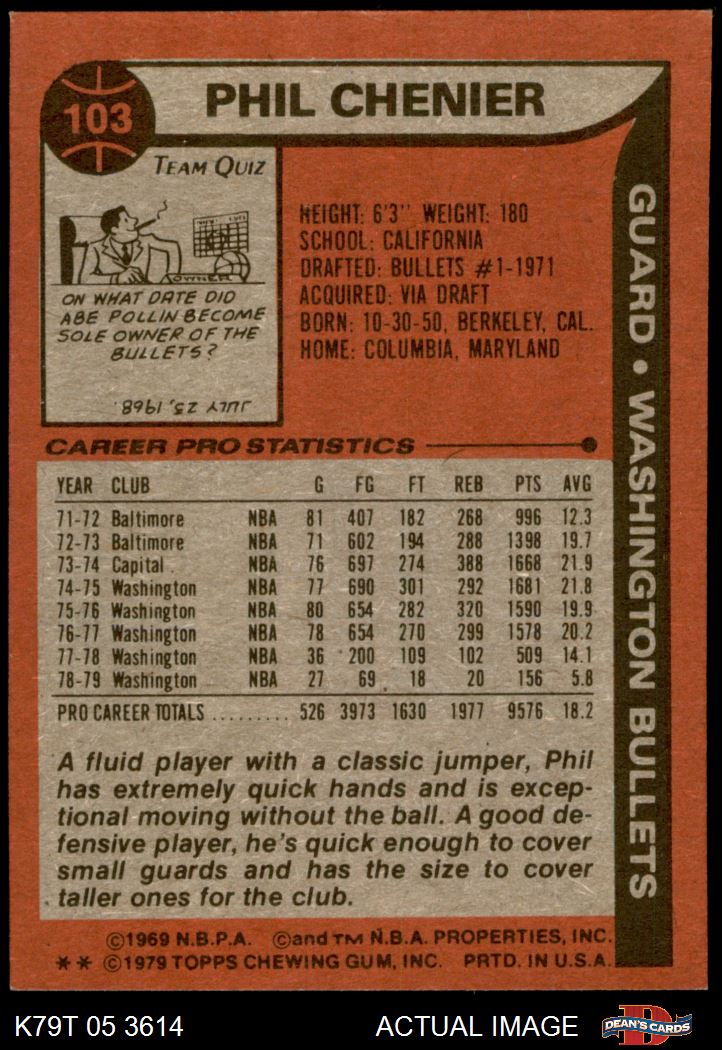 103
PHIL CHENIER
TEAM QUIZ
OWNER
ON WHAT DATE DID
ABE POLLIN BECOME
SOLE OWNER OF THE
BULLETS?
JULY 25, 1968.
HEIGHT: 6'3" WEIGHT: 180
SCHOOL: CALIFORNIA
DRAFTED: BULLETS #1-1971
ACQUIRED: VIA DRAFT
BORN: 10-30-50, BERKELEY, CAL.
HOME: COLUMBIA, MARYLAND
GUARD • WASHINGTON BULLETS
CAREER PRO STATISTICS
YEAR CLUB G FG FT REB PTS AVG
71-72 Baltimore NBA 81 407 182 268 996 12.3
72-73 Baltimore NBA 71 602 194 288 1398 19.7
73-74 Capital NBA 76 697 274 388 1668 21.9
74-75 Washington NBA 77 690 301 292 1681 21.8
75-76 Washington NBA 80 654 282 320 1590 19.9
76-77 Washington NBA 78 654 270 299 1578 20.2
77-78 Washington NBA 36 200 109 102 509 14.1
78-79 Washington NBA 27 69 18 20 156 5.8
PRO CAREER TOTALS ......... 526 3973 1630 1977 9576 18.2
A fluid player with a classic jumper, Phil
has extremely quick hands and is excep-
tional moving without the ball. A good de-
fensive player, he's quick enough to cover
small guards and has the size to cover
taller ones for the club.
©1969 N.B.P.A. ©and TM N.B.A. PROPERTIES, INC.
** ©1979 TOPPS CHEWING GUM, INC. PRTD. IN U.S.A.
K79T 05 3614 ACTUAL IMAGE
DEAN'S CARDS